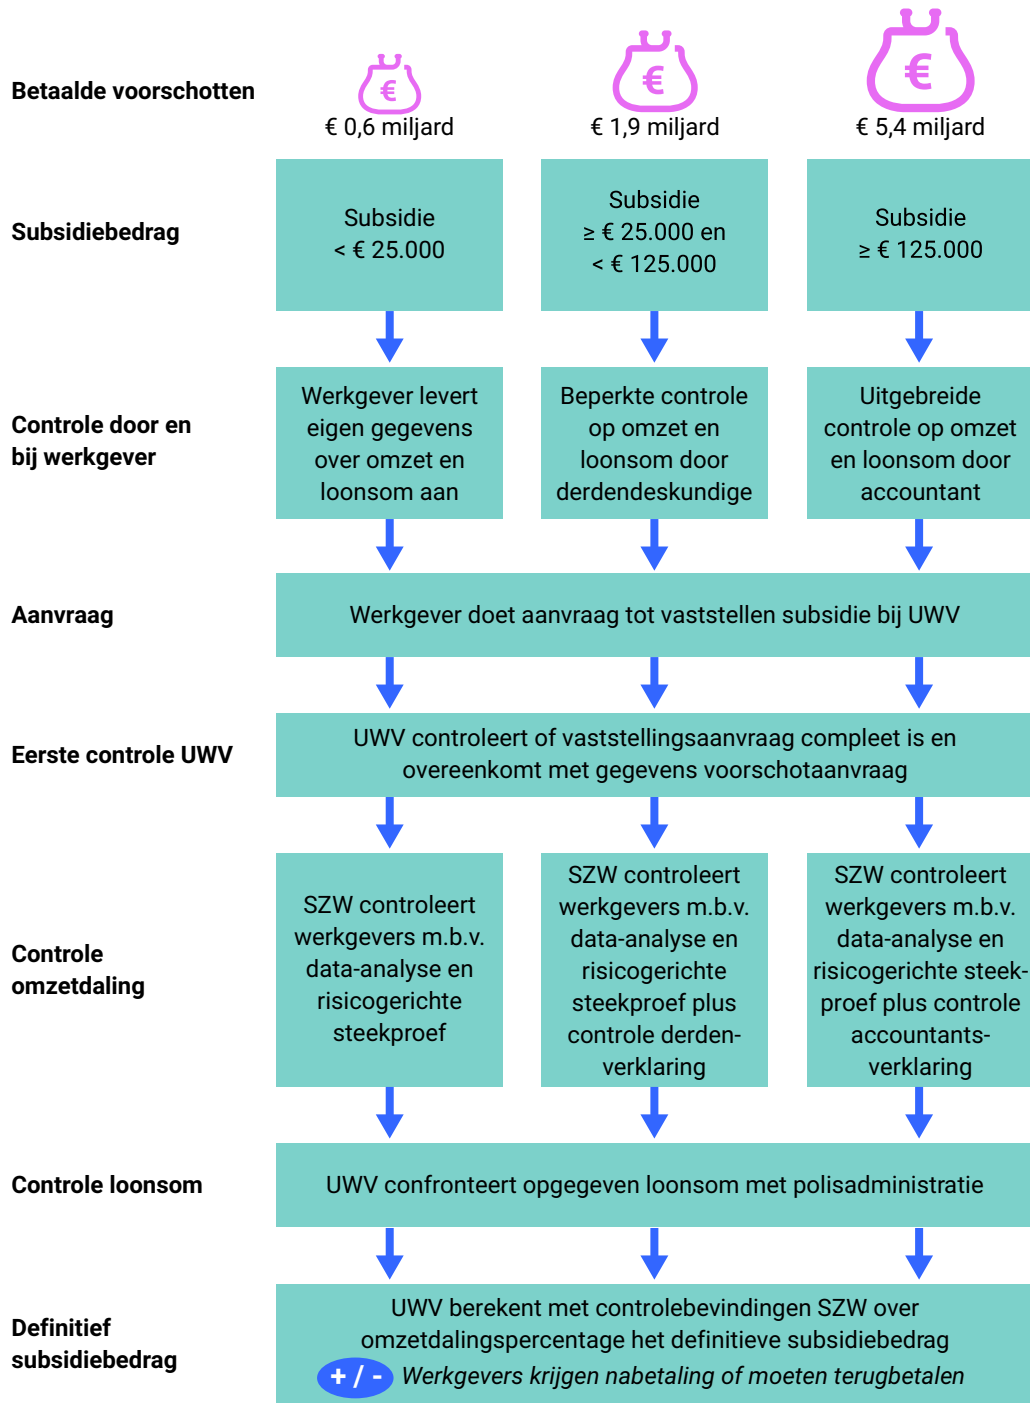 Betaalde voorschotten
€
€
€
€ 0,6 miljard
€ 1,9 miljard
€ 5,4 miljard
Subsidiebedrag
Subsidie
< € 25.000
Subsidie
≥ € 25.000 en
< € 125.000
Subsidie
≥ € 125.000
Controle door en
bij werkgever
Werkgever levert
eigen gegevens
over omzet en
loonsom aan
Beperkte controle
op omzet en
loonsom door
derdendeskundige
Uitgebreide
controle op omzet
en loonsom door
accountant
Aanvraag
Werkgever doet aanvraag tot vaststellen subsidie bij UWV
Eerste controle UWV
UWV controleert of vaststellingsaanvraag compleet is en
overeenkomt met gegevens voorschotaanvraag
Controle
omzetdaling
SZW controleert
werkgevers m.b.v.
data-analyse en
risicogerichte
steekproef
SZW controleert
werkgevers m.b.v.
data-analyse en
risicogerichte
steekproef plus
controle derden-
verklaring
SZW controleert
werkgevers m.b.v.
data-analyse en
risicogerichte steek-
proef plus controle
accountants-
verklaring
Controle loonsom
UWV confronteert opgegeven loonsom met polisadministratie
Definitief
subsidiebedrag
UWV berekent met controlebevindingen SZW over
omzetdalingspercentage het definitieve subsidiebedrag
+ / - Werkgevers krijgen nabetaling of moeten terugbetalen